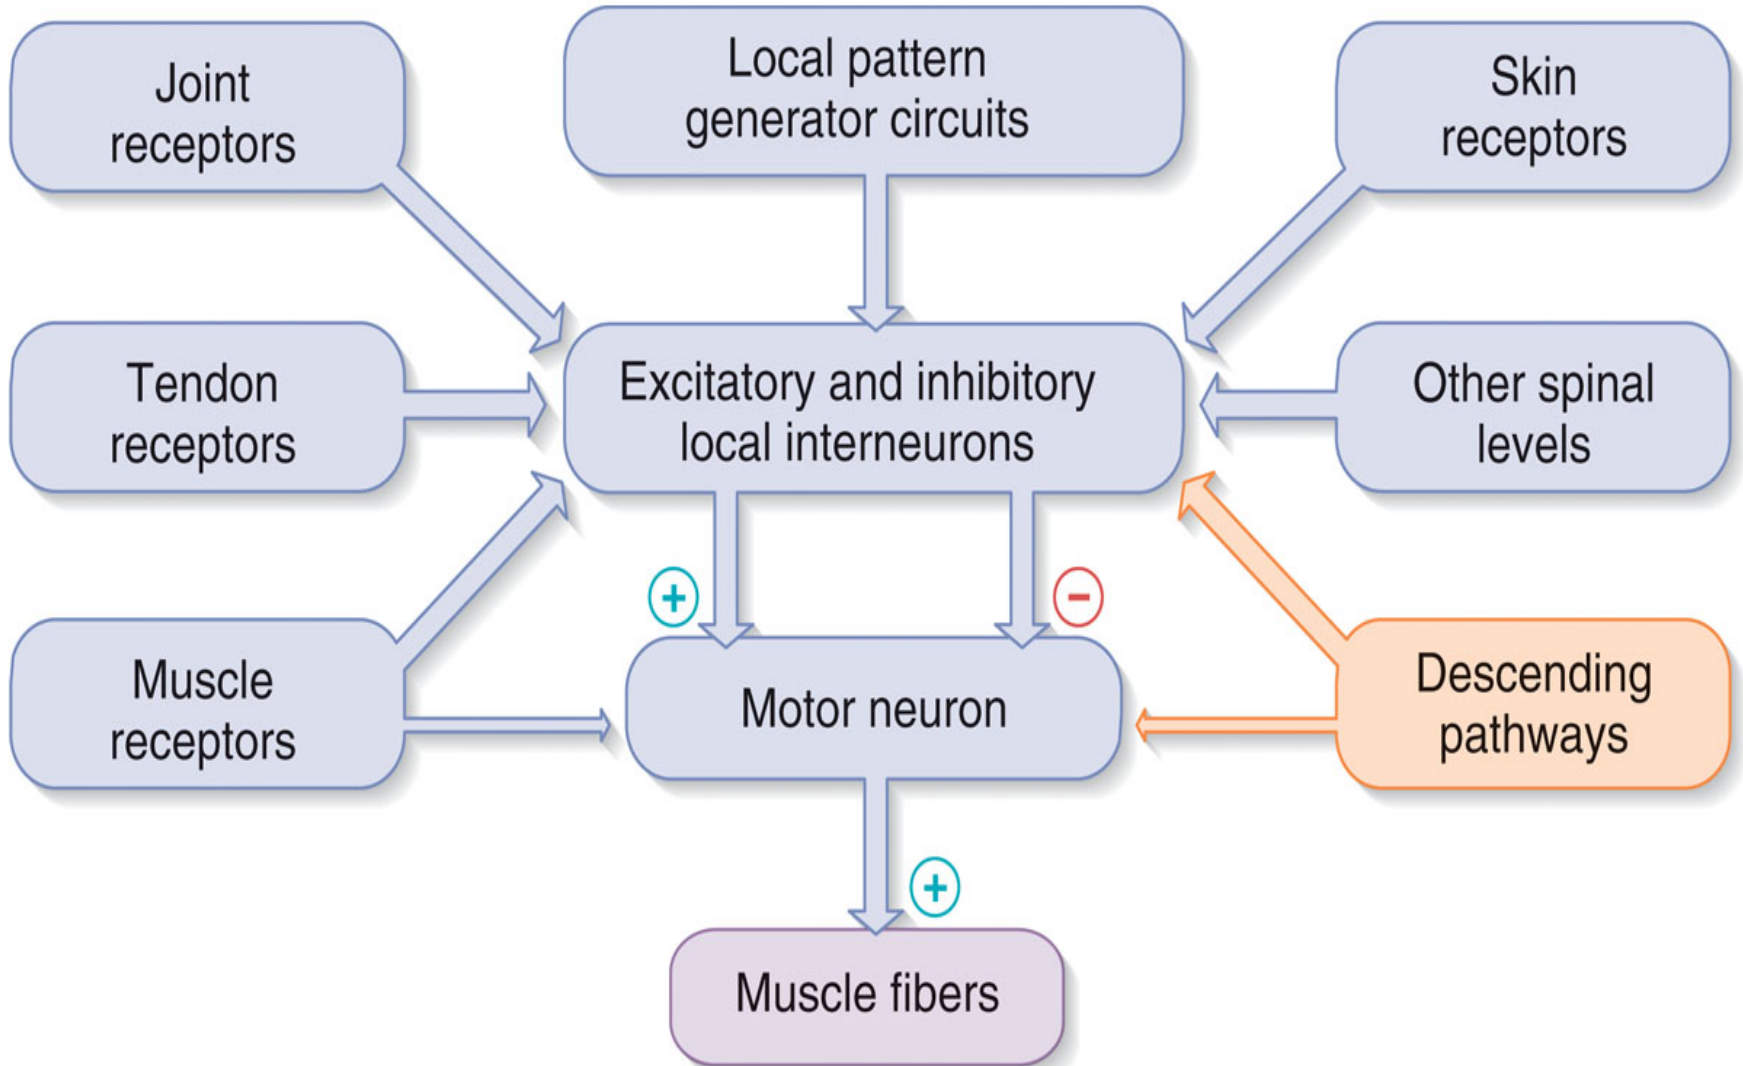 Joint
receptors
Local pattern
generator circuits
Skin
receptors
Tendon
receptors
Excitatory and inhibitory
local interneurons
Other spinal
levels
+
−
Muscle
receptors
Motor neuron
Descending
pathways
+
Muscle fibers